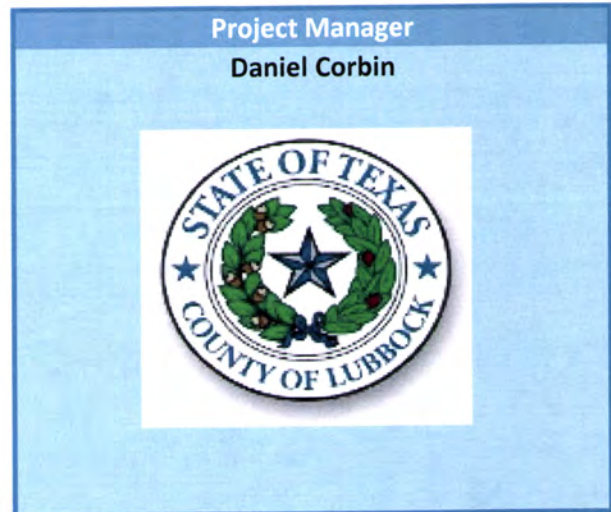 Project Manager
Daniel Corbin
STATE OF TEXAS
COUNTY OF LUBBOCK